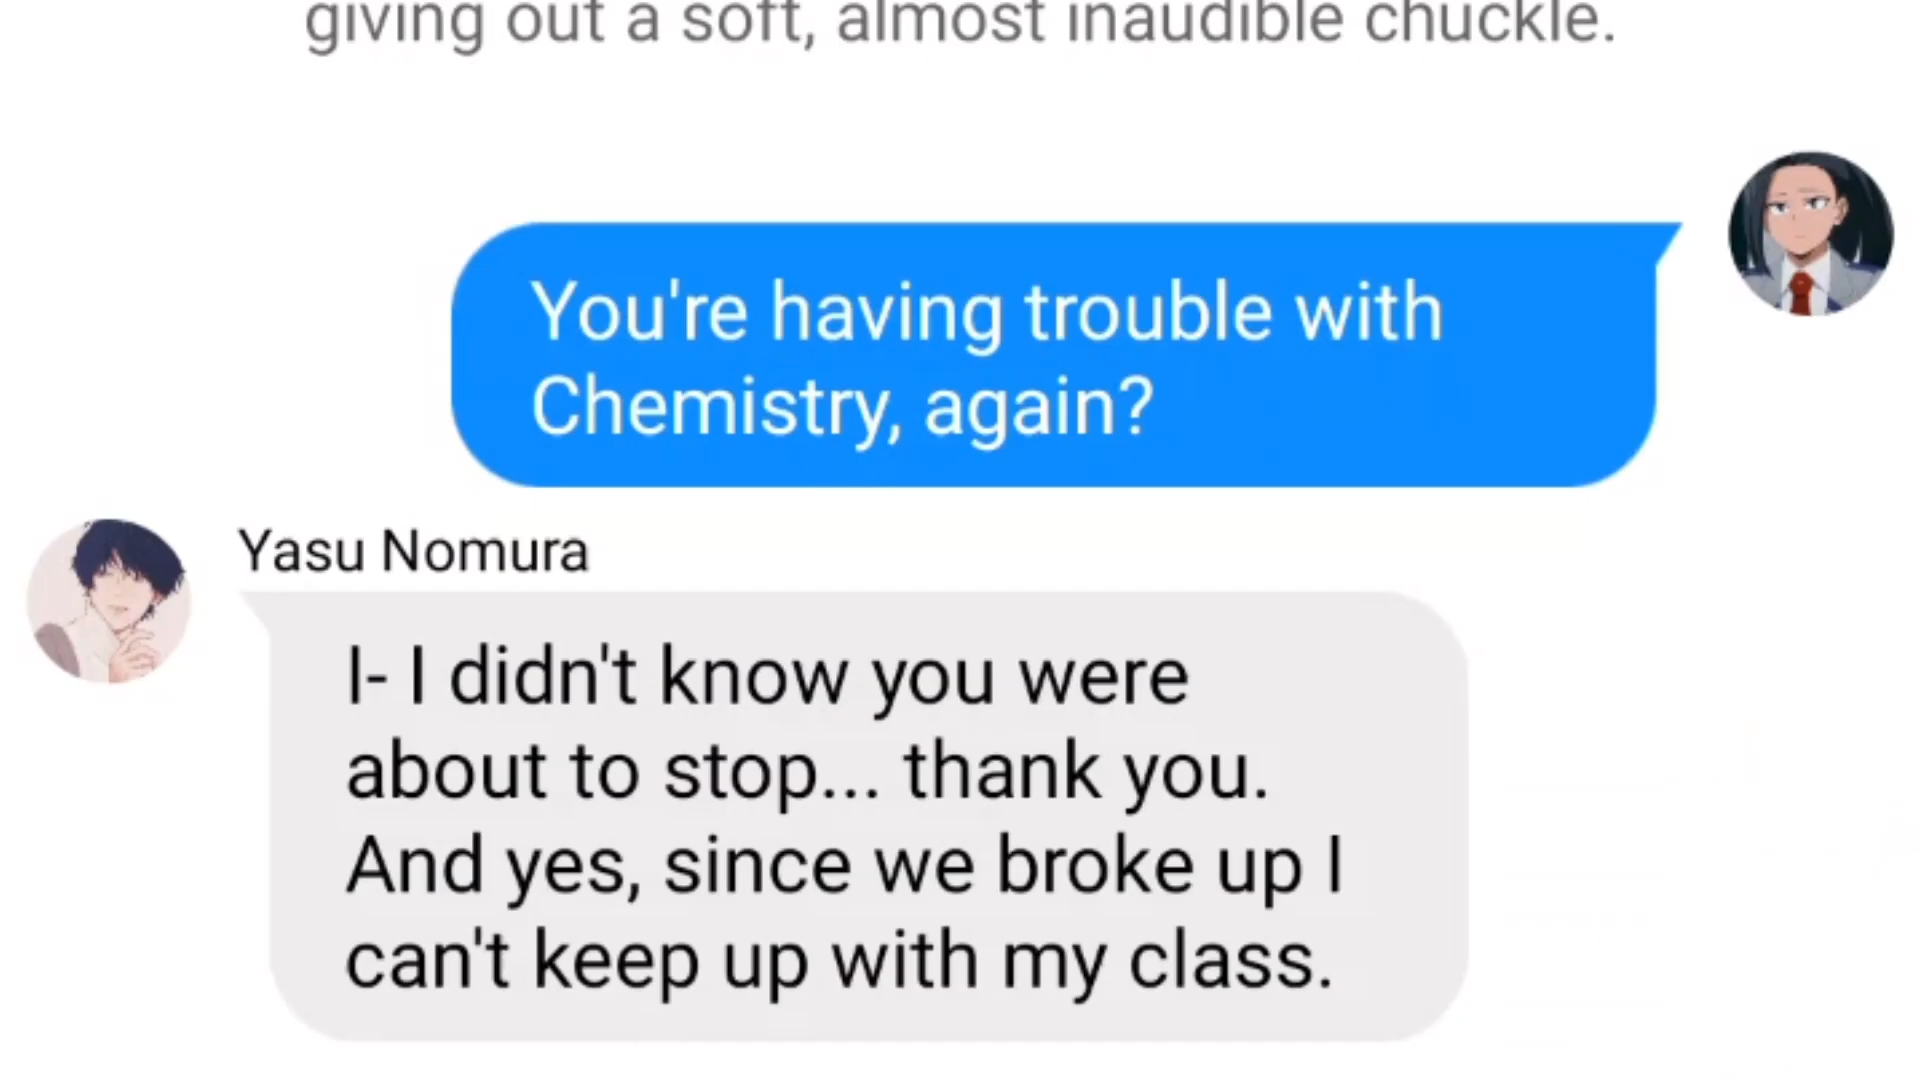 giving out a soft, almost inaudible chuckle.
You're having trouble with
Chemistry, again?
Yasu Nomura
I- I didn't know you were
about to stop... thank you.
And yes, since we broke up I
can't keep up with my class.